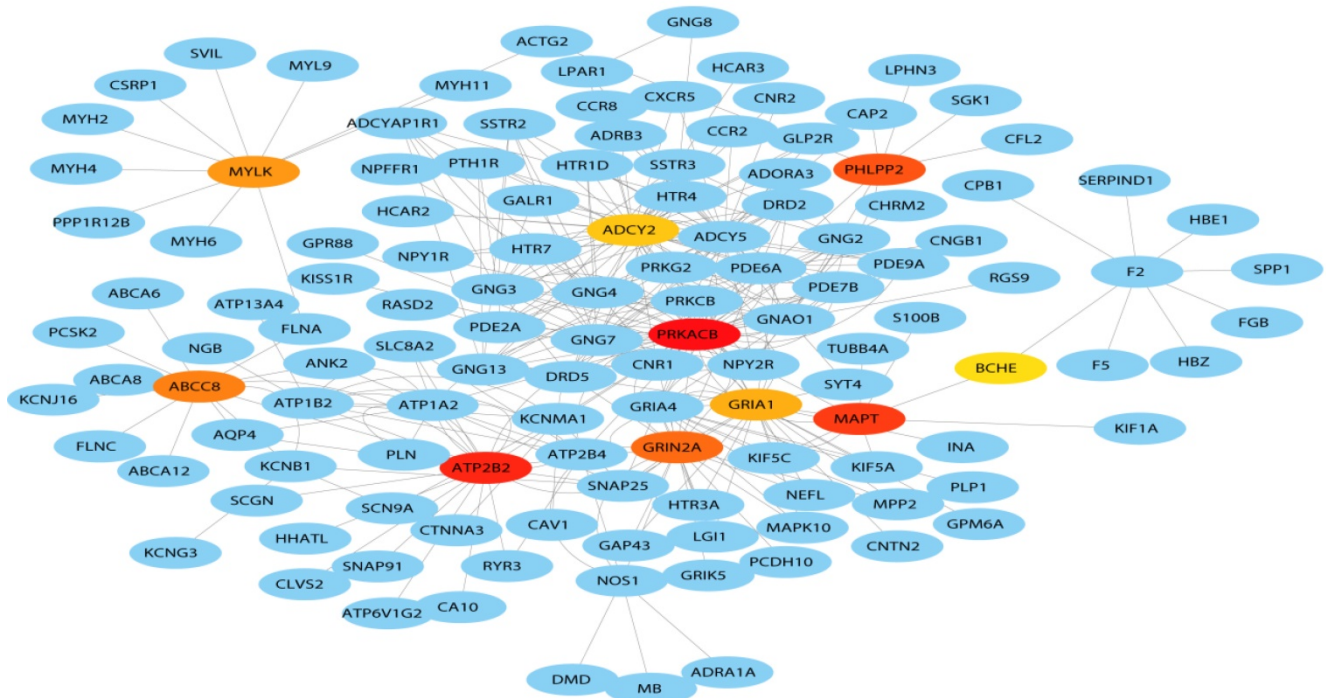 GNG8
ACTG2
SVIL
MYL9
LPAR1
HCAR3
LPHN3
CSRP1
MYH11
CCR8
CXCR5
CNR2
SGK1
MYH2
ADCYAP1R1
SSTR2
ADRB3
CCR2
GLP2R
CAP2
CFL2
MYH4
MYLK
NPFFR1
PTH1R
HTR1D
SSTR3
ADORA3
PHLPP2
CPB1
SERPIND1
PPP1R12B
HCAR2
GALR1
HTR4
DRD2
CHRM2
HBE1
MYH6
GPR88
NPY1R
HTR7
ADCY2
ADCY5
GNG2
CNGB1
KISS1R
PRKG2
PDE6A
PDE9A
F2
SPP1
ABCA6
ATP13A4
RASD2
GNG3
GNG4
PRKCB
PDE7B
RGS9
PCSK2
FLNA
PDE2A
PRKACB
GNAO1
S100B
FGB
NGB
ANK2
SLC8A2
GNG7
TUBB4A
KCNJ16
ABCA8
ABCC8
GNG13
DRD5
CNR1
NPY2R
SYT4
BCHE
F5
HBZ
ATP1B2
ATP1A2
KCNMA1
GRIA4
GRIA1
MAPT
KIF1A
FLNC
AQP4
ABCA12
KCNB1
PLN
ATP2B2
ATP2B4
GRIN2A
KIF5C
KIF5A
INA
SCGN
SNAP25
NEFL
MPP2
PLP1
SCN9A
HTR3A
KCNG3
HHATL
CTNNA3
CAV1
GAP43
LGI1
MAPK10
CNTN2
GPM6A
CLVS2
SNAP91
RYR3
NOS1
GRIK5
PCDH10
ATP6V1G2
CA10
DMD
MB
ADRA1A